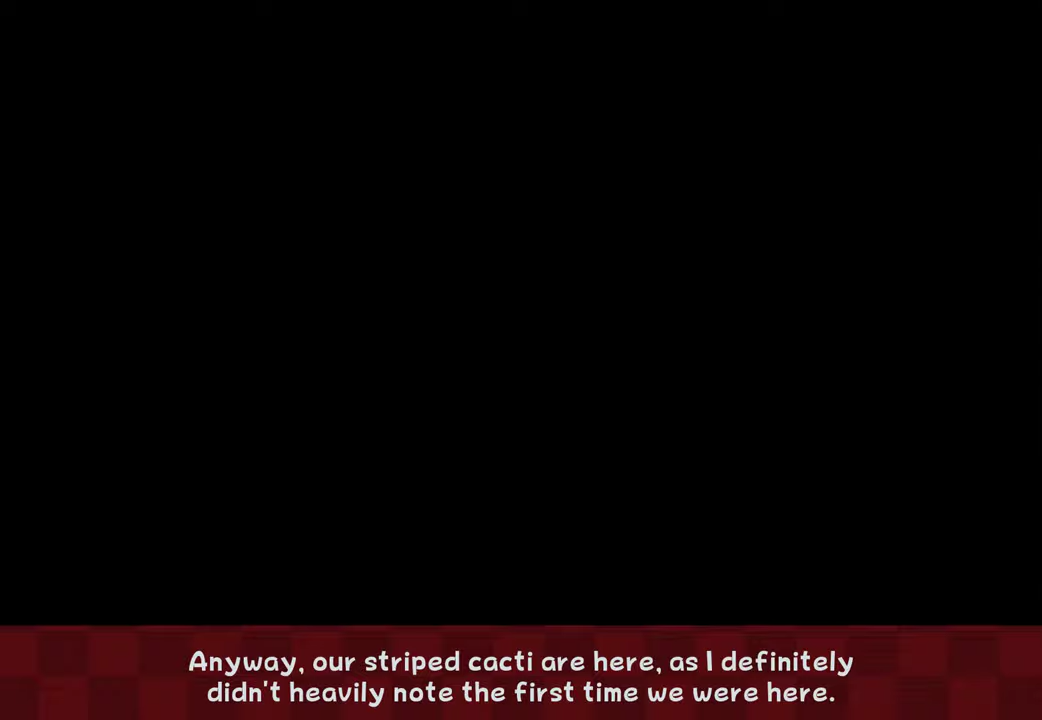 Anyway, our striped cacti are here, as I definitely
didn't heavily note the first time we were here.